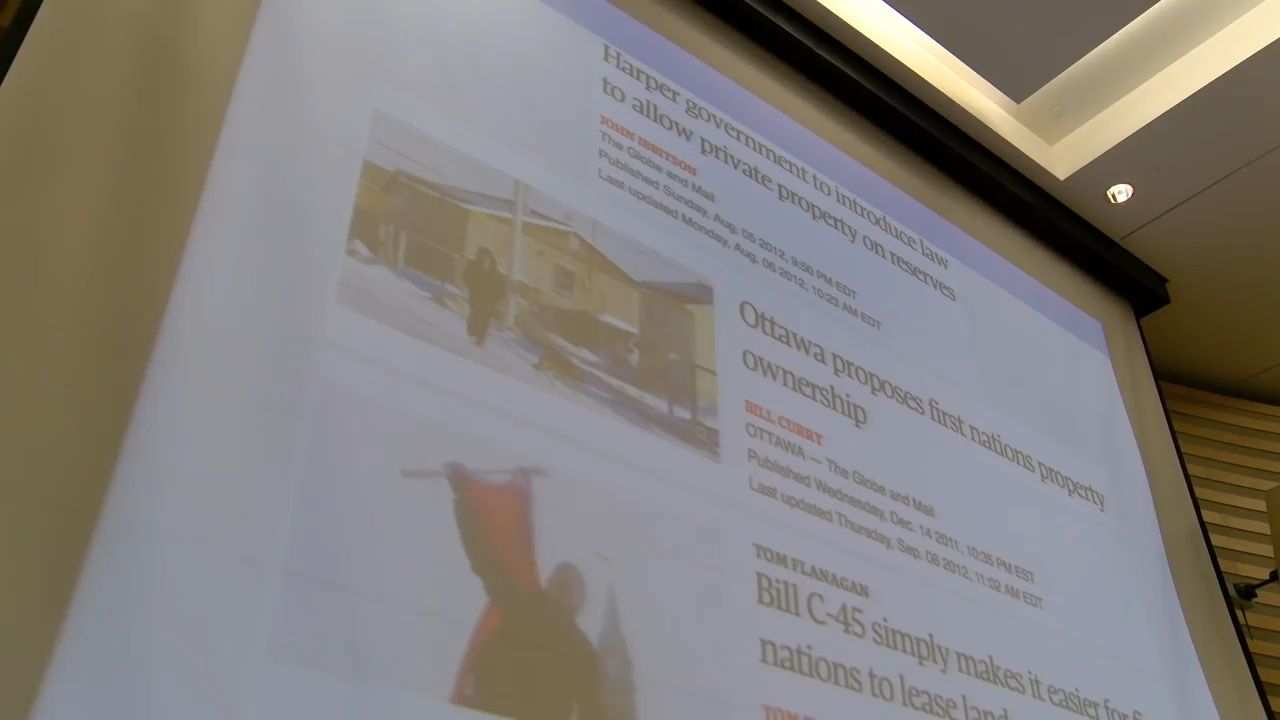 Harper government to introduce law
to allow private property on reserves
JOHN IBBITSON
The Globe and Mail
Published Sunday, Aug. 05 2012, 9:50 PM EDT
Last updated Monday, Aug. 06 2012, 10:23 AM EDT
Ottawa proposes first nations property
ownership
BILL CURRY
OTTAWA — The Globe and Mail
Published Wednesday, Dec. 14 2011, 10:35 PM EST
Last updated Thursday, Sep. 06 2012, 11:02 AM EDT
TOM FLANAGAN
Bill C-45 simply makes it easier for
nations to lease land
TOM